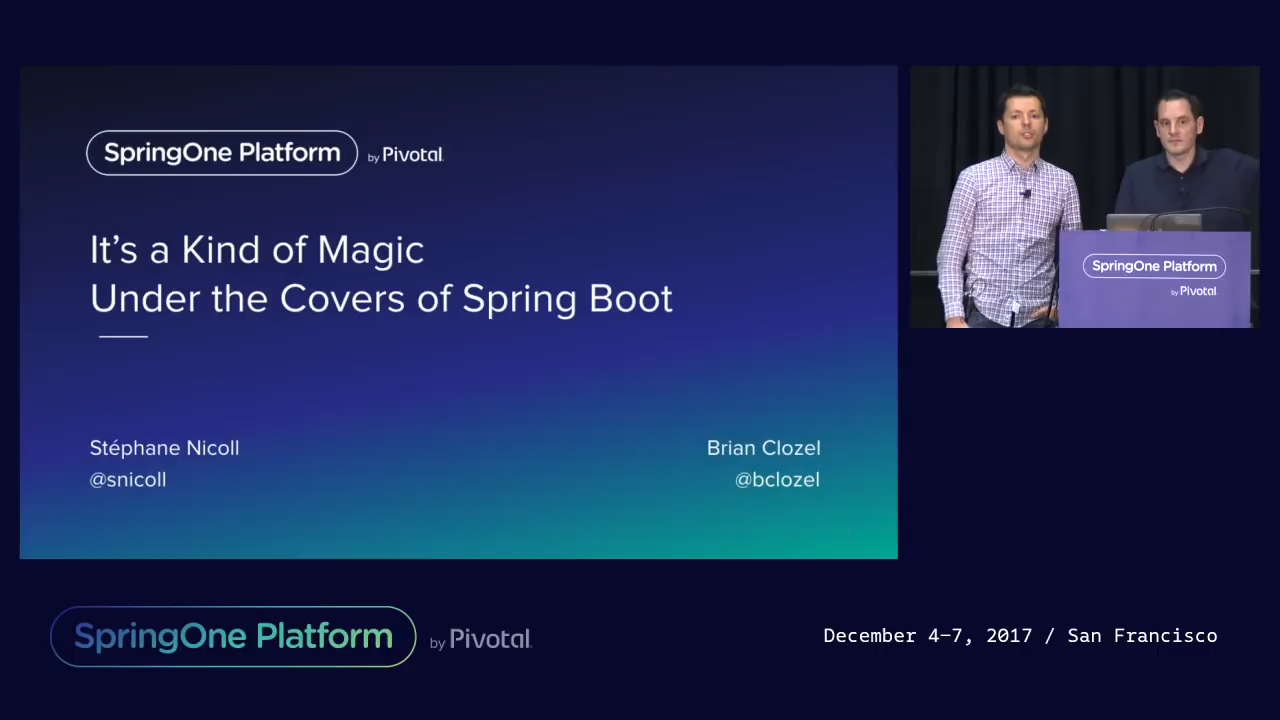 SpringOne Platform by Pivotal.
It's a Kind of Magic
Under the Covers of Spring Boot
Stéphane Nicoll
@snicoll
Brian Clozel
@bclozel
SpringOne Platform
by Pivotal
SpringOne Platform by Pivotal.
December 4–7, 2017 / San Francisco